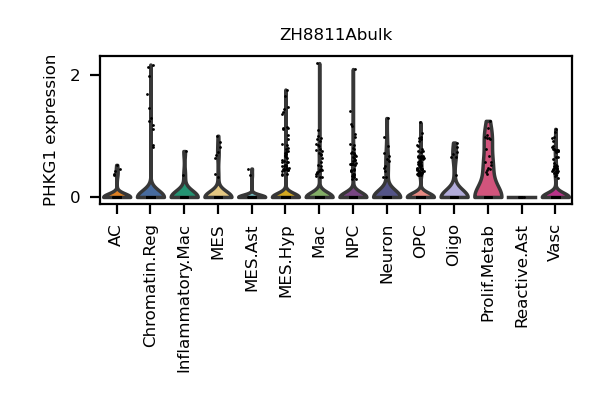 ZH8811Abulk
PHKG1 expression
2
0
AC
Chromatin.Reg
Inflammatory.Mac
MES
MES.Ast
MES.Hyp
Mac
NPC
Neuron
OPC
Oligo
Prolif.Metab
Reactive.Ast
Vasc